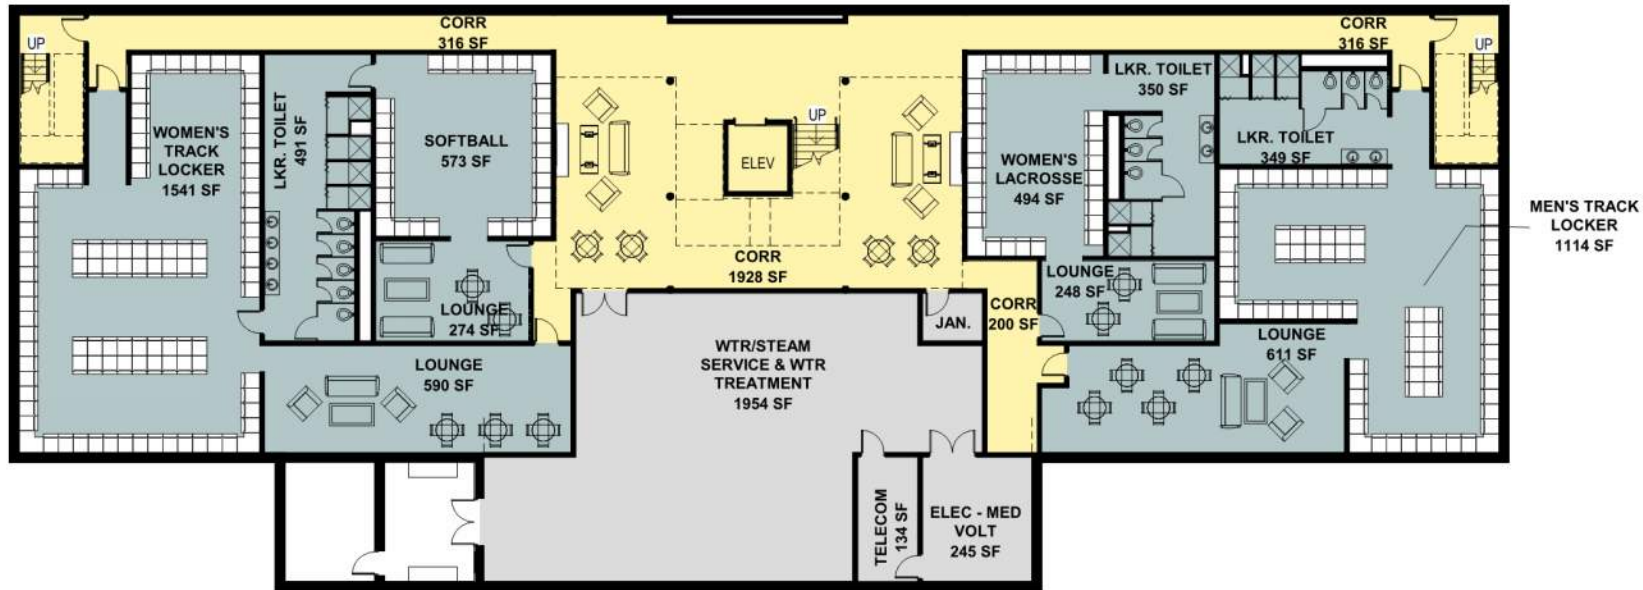 CORR
316 SF
CORR
316 SF
UP
UP
LKR. TOILET
350 SF
UP
WOMEN'S
TRACK
LOCKER
1541 SF
LKR. TOILET
491 SF
SOFTBALL
573 SF
ELEV
WOMEN'S
LACROSSE
494 SF
LKR. TOILET
349 SF
MEN'S TRACK
LOCKER
1114 SF
CORR
1928 SF
LOUNGE
248 SF
LOUNGE
274 SF
CORR
200 SF
JAN.
LOUNGE
611 SF
WTR/STEAM
SERVICE & WTR
TREATMENT
1954 SF
LOUNGE
590 SF
TELECOM
134 SF
ELEC - MED
VOLT
245 SF